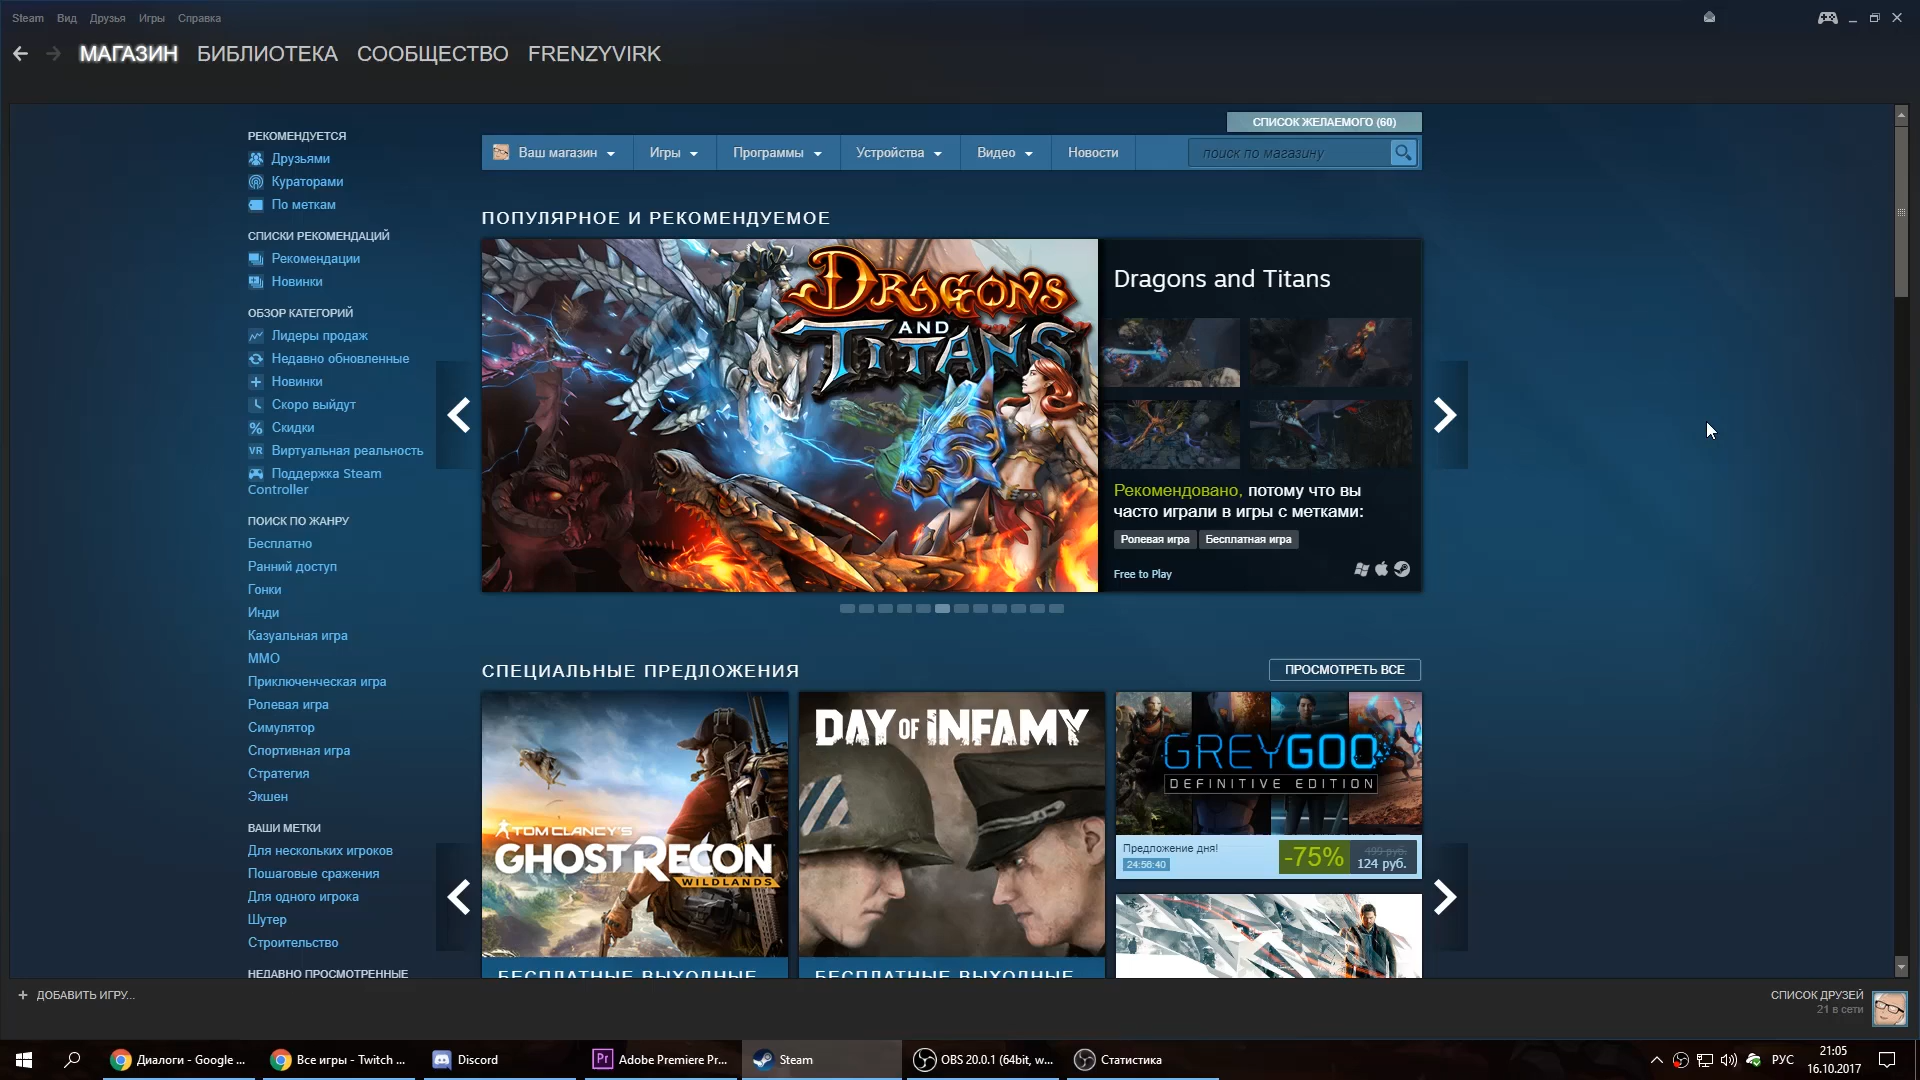 Steam Вид Друзья Игры Справка
МАГАЗИН БИБЛИОТЕКА СООБЩЕСТВО FRENZYVIRK
СПИСОК ЖЕЛАЕМОГО (60)
Ваш магазин Игры Программы Устройства Видео Новости поиск по магазину
РЕКОМЕНДУЕТСЯ
Друзьями
Кураторами
По меткам
СПИСКИ РЕКОМЕНДАЦИЙ
Рекомендации
Новинки
ОБЗОР КАТЕГОРИЙ
Лидеры продаж
Недавно обновленные
Новинки
Скоро выйдут
% Скидки
VR Виртуальная реальность
Поддержка Steam
Controller
ПОИСК ПО ЖАНРУ
Бесплатно
Ранний доступ
Гонки
Инди
Казуальная игра
ММО
Приключенческая игра
Ролевая игра
Симулятор
Спортивная игра
Стратегия
Экшен
ВАШИ МЕТКИ
Для нескольких игроков
Пошаговые сражения
Для одного игрока
Шутер
Строительство
НЕДАВНО ПРОСМОТРЕННЫЕ
ПОПУЛЯРНОЕ И РЕКОМЕНДУЕМОЕ
DRAGONS
AND
TITANS
Dragons and Titans
Рекомендовано, потому что вы
часто играли в игры с метками:
Ролевая игра Бесплатная игра
Free to Play
СПЕЦИАЛЬНЫЕ ПРЕДЛОЖЕНИЯ
ПРОСМОТРЕТЬ ВСЕ
TOM CLANCY'S
GHOST RECON
WILDLANDS
БЕСПЛАТНЫЕ ВЫХОДНЫЕ
DAY OF INFAMY
БЕСПЛАТНЫЕ ВЫХОДНЫЕ
GREYGOO
DEFINITIVE EDITION
Предложение дня!
24:56:40
-75%
499 руб.
124 руб.
+ ДОБАВИТЬ ИГРУ...
СПИСОК ДРУЗЕЙ
21 в сети
Диалоги - Google ...
Все игры - Twitch ...
Discord
Pr Adobe Premiere Pr...
Steam
OBS 20.0.1 (64bit, w...
Статистика
РУС
21:05
16.10.2017